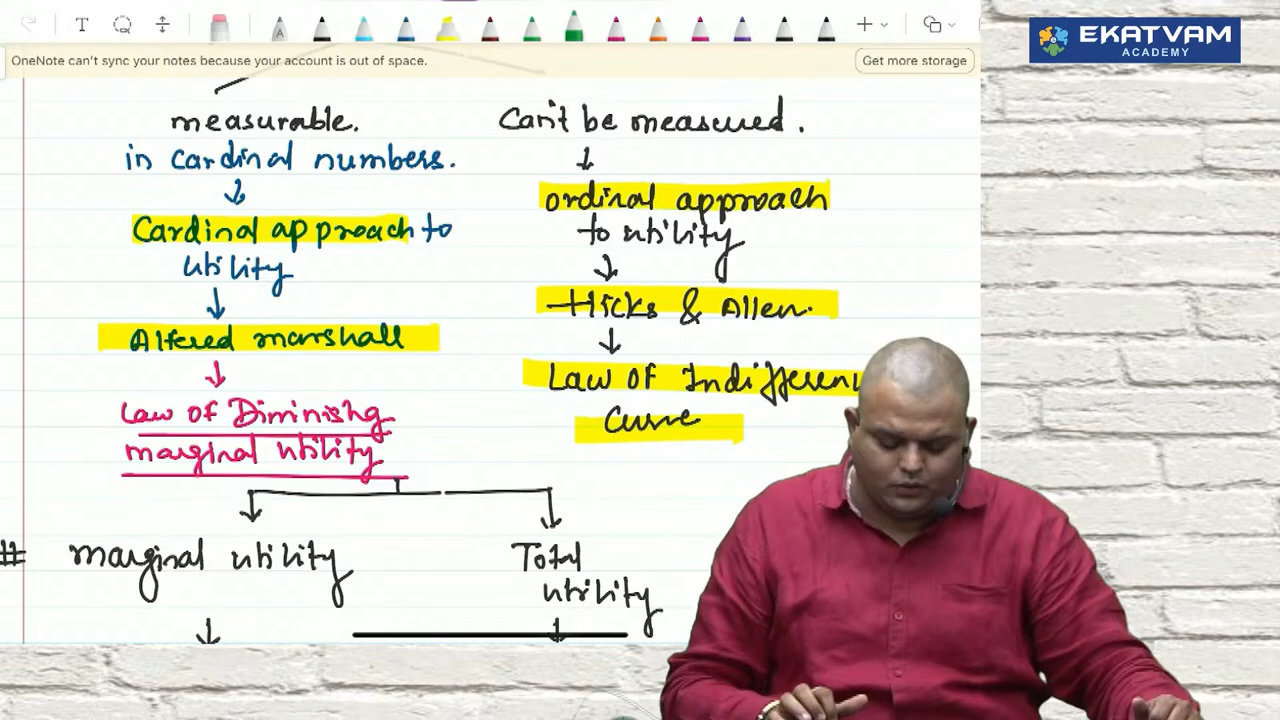 T
EKATVAM
ACADEMY
OneNote can't sync your notes because your account is out of space.
Get more storage
measurable.
in cardinal numbers.
Cardinal approach to
utility
Alfered marshall
Law of Diminishg
marginal utility
Can't be measured.
ordinal approach
to utility
Hicks & Allen.
Law of Indifferen
Curve
# marginal utility
Total
utility